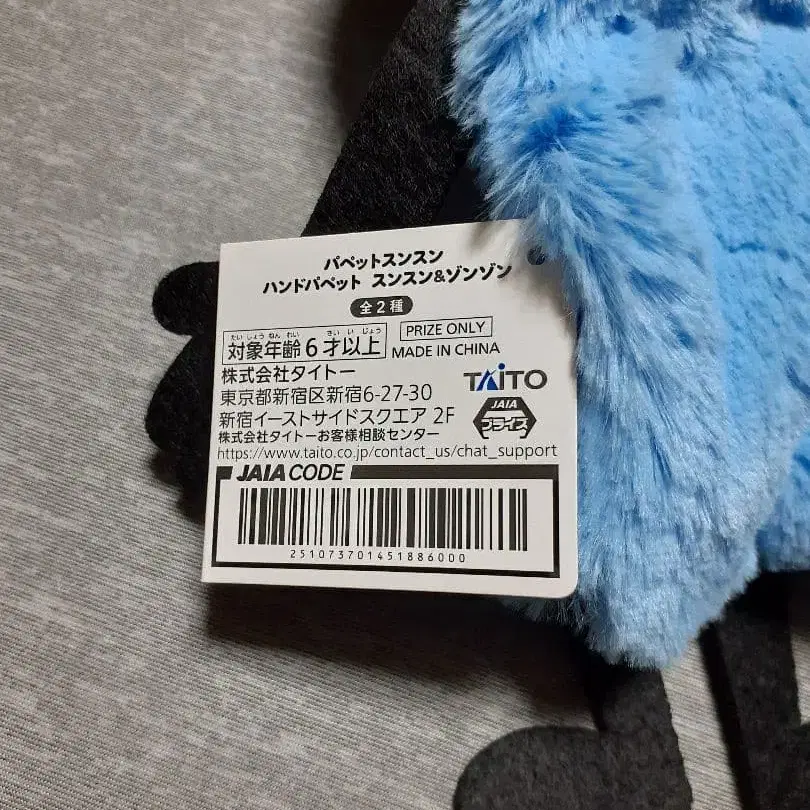 パペットスンスン
ハンドパペット スンスン&ゾンゾン
全2種
たいしょうねんれい さいいじょう
対象年齢6才以上
PRIZE ONLY
MADE IN CHINA
株式会社タイトー
東京都新宿区新宿6-27-30
新宿イーストサイドスクエア 2F
株式会社タイトーお客様相談センター
https://www.taito.co.jp/contact_us/chat_support
TAITO
JAIA
プライズ
JAIA CODE
251073701451886000